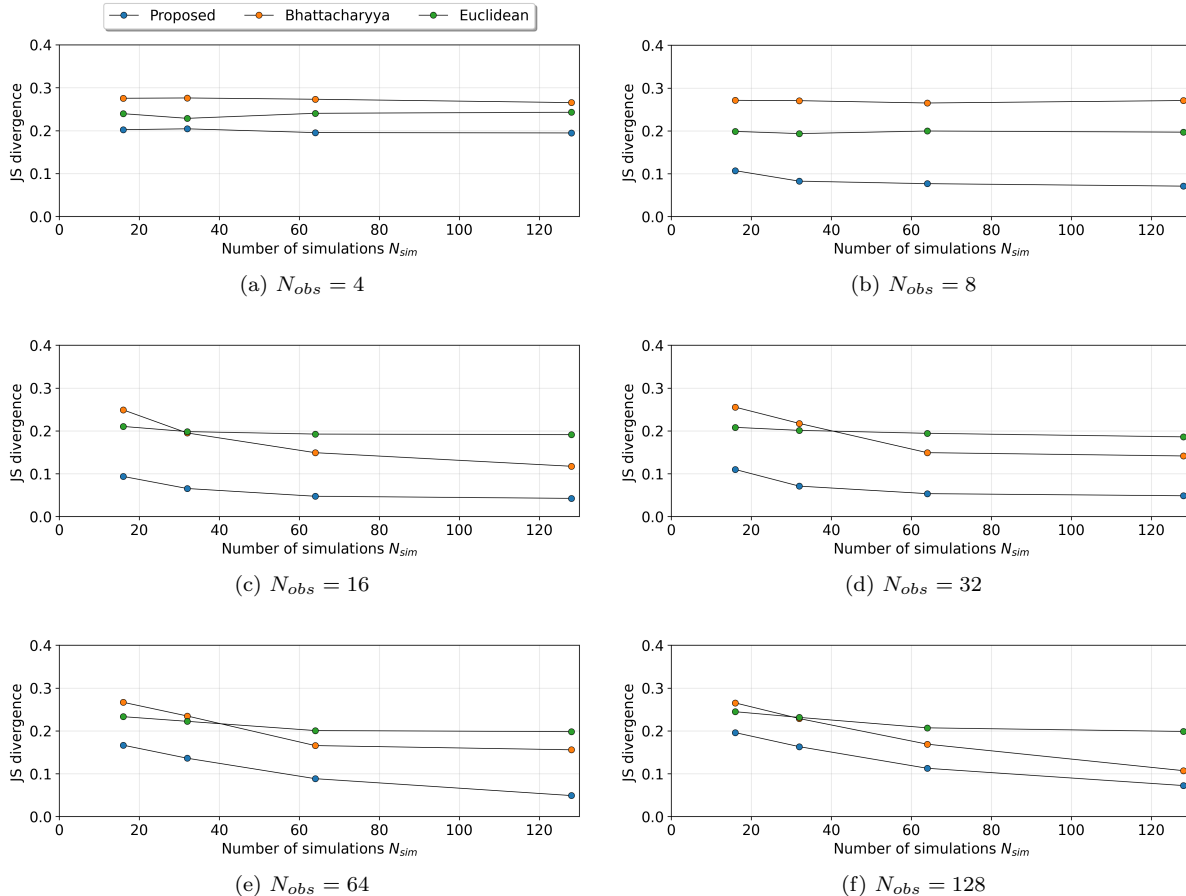 Proposed Bhattacharyya Euclidean
0.4
0.3
0.2
0.1
0.0
JS divergence
0 20 40 60 80 100 120
Number of simulations N_sim
(a) N_obs = 4
0.4
0.3
0.2
0.1
0.0
JS divergence
0 20 40 60 80 100 120
Number of simulations N_sim
(b) N_obs = 8
0.4
0.3
0.2
0.1
0.0
JS divergence
0 20 40 60 80 100 120
Number of simulations N_sim
(c) N_obs = 16
0.4
0.3
0.2
0.1
0.0
JS divergence
0 20 40 60 80 100 120
Number of simulations N_sim
(d) N_obs = 32
0.4
0.3
0.2
0.1
0.0
JS divergence
0 20 40 60 80 100 120
Number of simulations N_sim
(e) N_obs = 64
0.4
0.3
0.2
0.1
0.0
JS divergence
0 20 40 60 80 100 120
Number of simulations N_sim
(f) N_obs = 128